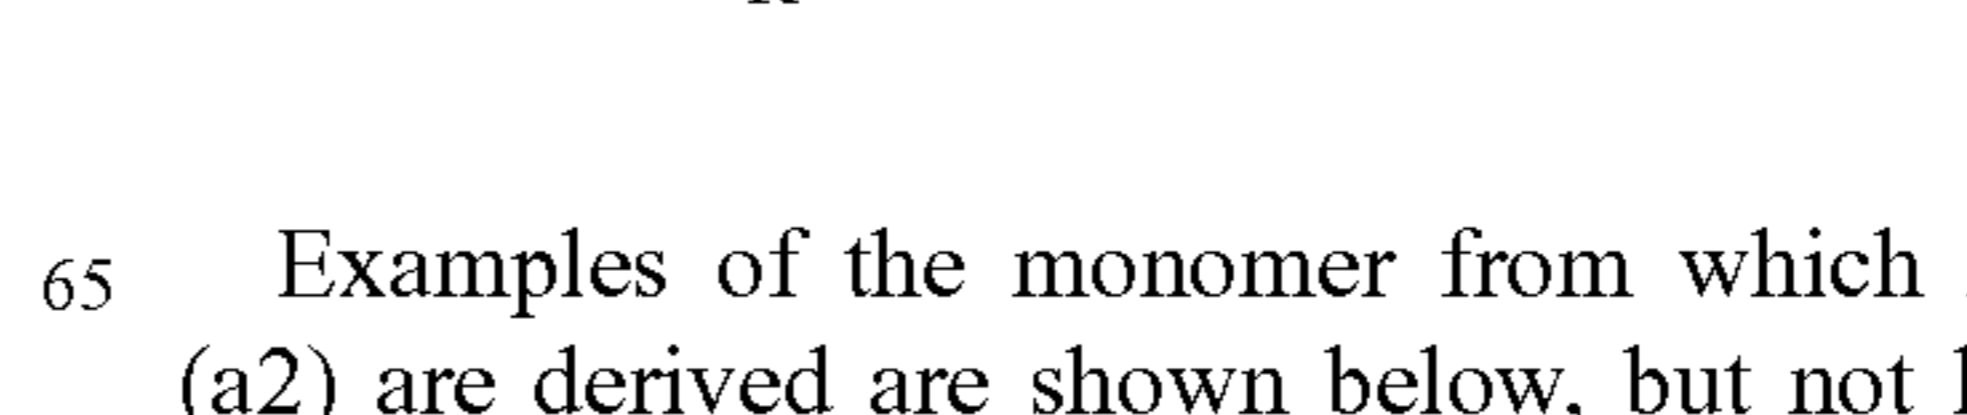 65 Examples of the monomer from which
(a2) are derived are shown below, but not